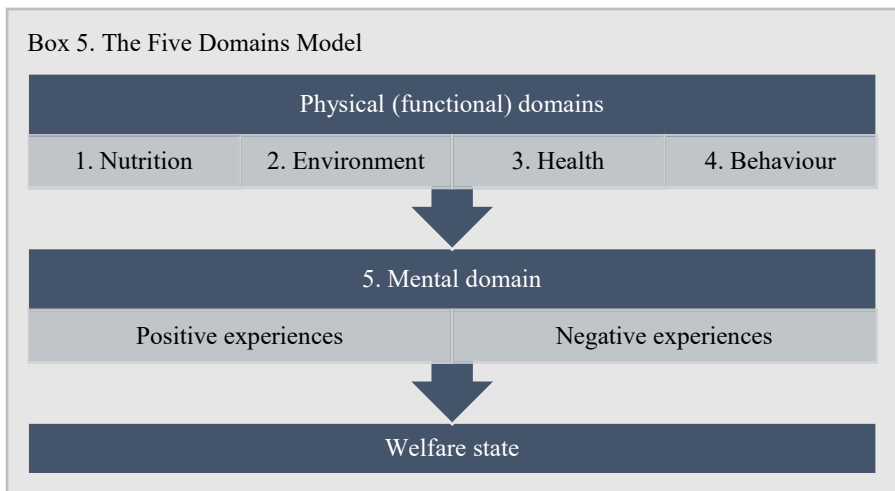 Box 5. The Five Domains Model
Physical (functional) domains
1. Nutrition
2. Environment
3. Health
4. Behaviour
5. Mental domain
Positive experiences
Negative experiences
Welfare state